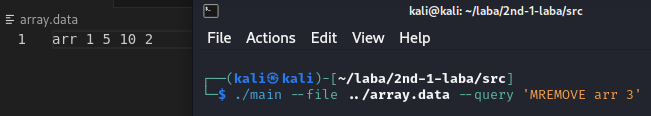 array.data
1 arr 1 5 10 2
kali@kali: ~/laba/2nd-1-laba/src
File Actions Edit View Help
┌──(kali㉿kali)-[~/laba/2nd-1-laba/src]
└─$ ./main --file ../array.data --query 'MREMOVE arr 3'